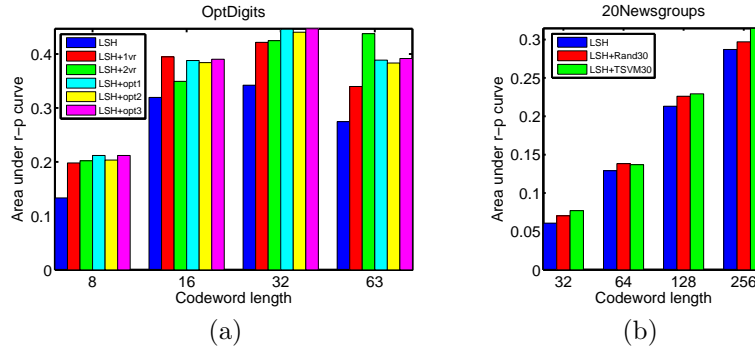 OptDigits
Area under r−p curve
0.4
0.3
0.2
0.1
0
LSH
LSH+1vr
LSH+2vr
LSH+opt1
LSH+opt2
LSH+opt3
8 16 32 63
Codeword length
(a)
20Newsgroups
Area under r−p curve
0.3
0.25
0.2
0.15
0.1
0.05
0
LSH
LSH+Rand30
LSH+TSVM30
32 64 128 256
Codeword length
(b)